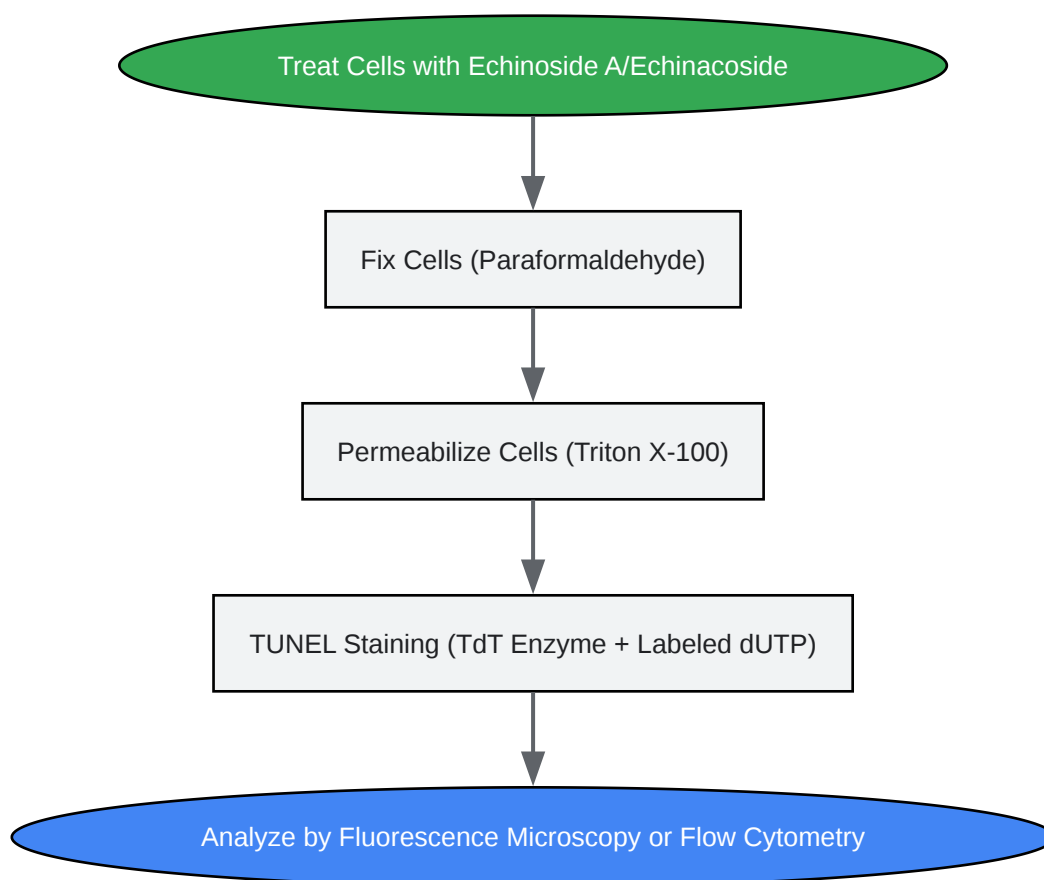 Treat Cells with Echinoside A/Echinacoside
Fix Cells (Paraformaldehyde)
Permeabilize Cells (Triton X-100)
TUNEL Staining (TdT Enzyme + Labeled dUTP)
Analyze by Fluorescence Microscopy or Flow Cytometry